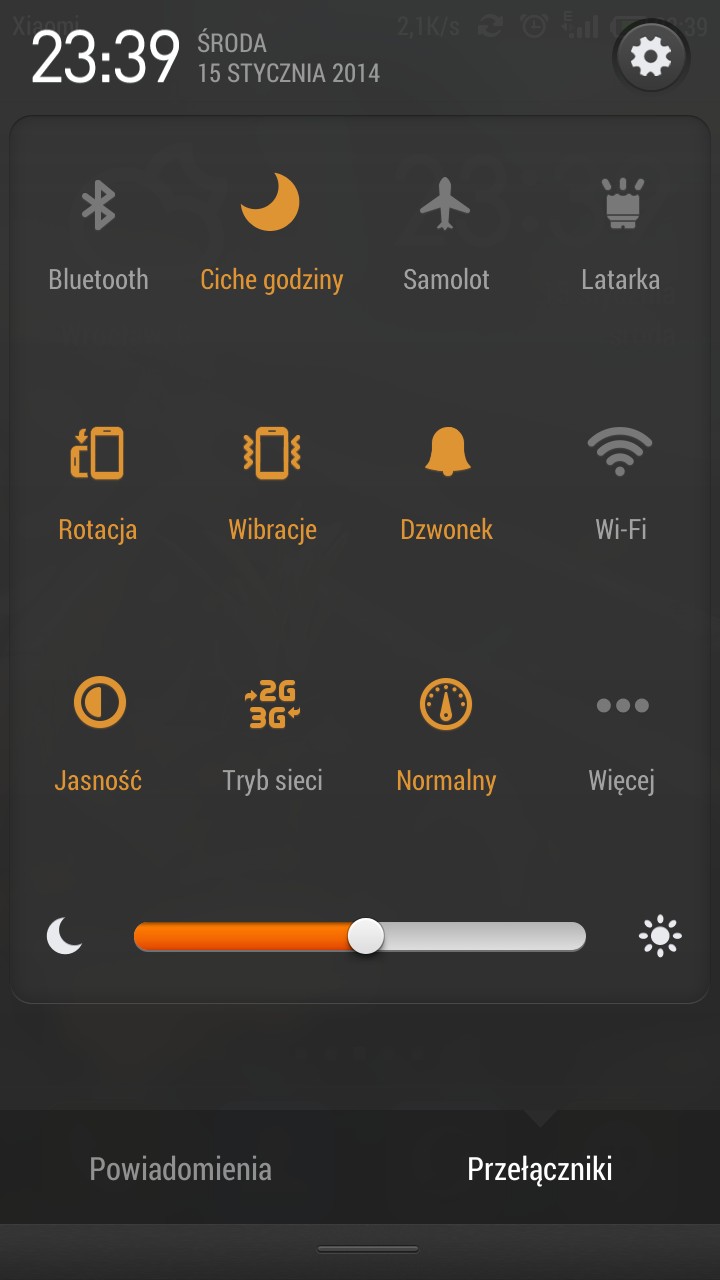 Xiaomi 2,1K/s E 23:39
23:39
ŚRODA
15 STYCZNIA 2014
Bluetooth Ciche godziny Samolot Latarka
Rotacja Wibracje Dzwonek Wi-Fi
2G
3G
Jasność Tryb sieci Normalny Więcej
Powiadomienia Przełączniki